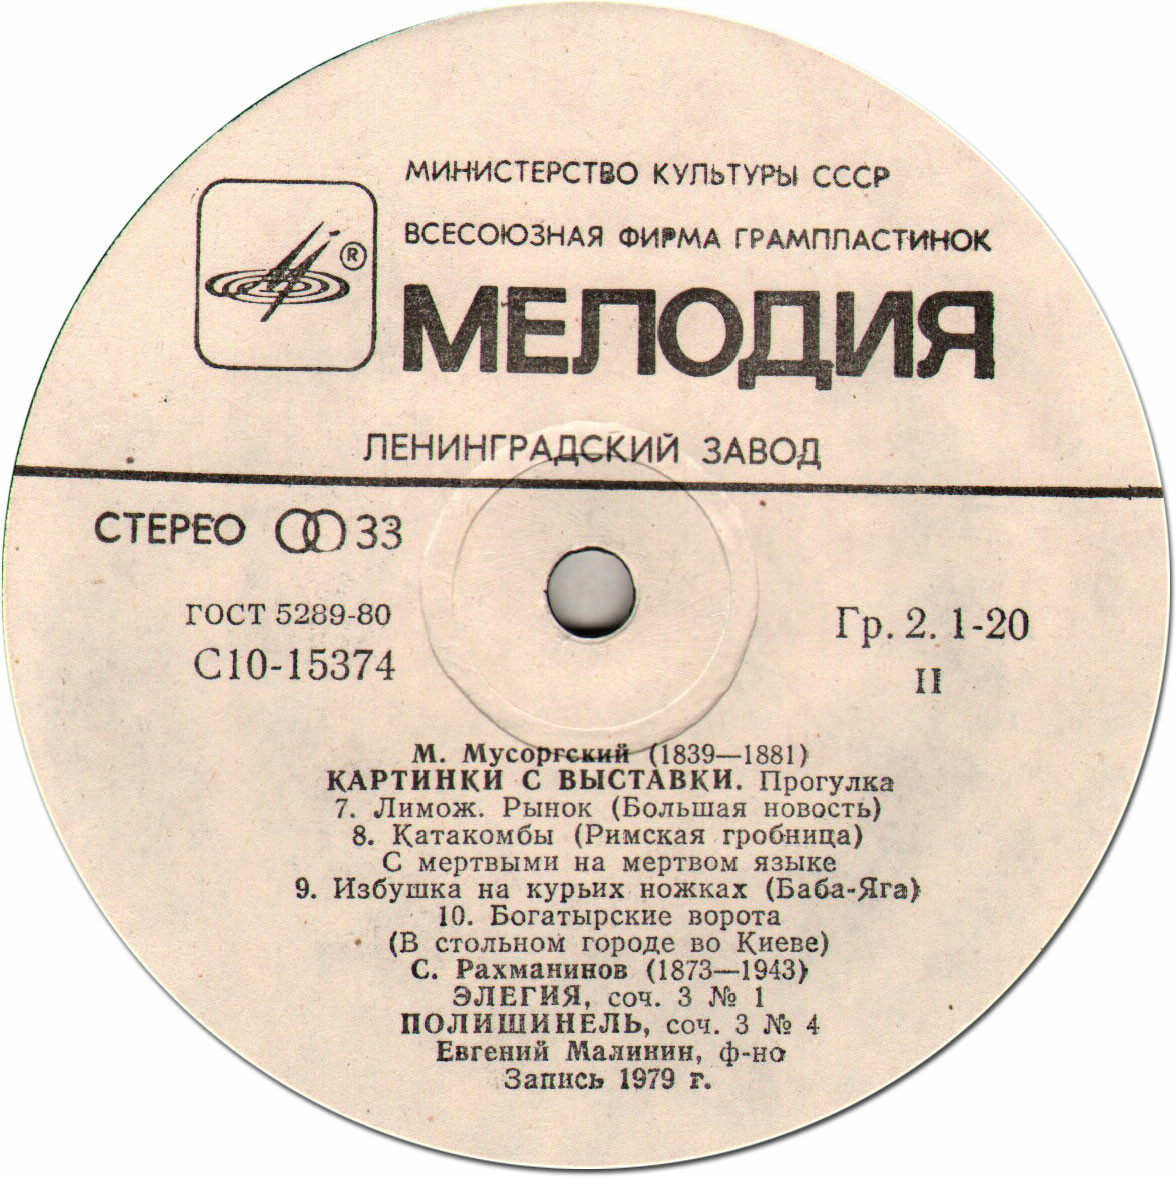 МИНИСТЕРСТВО КУЛЬТУРЫ СССР
ВСЕСОЮЗНАЯ ФИРМА ГРАМПЛАСТИНОК
®
МЕЛОДИЯ
ЛЕНИНГРАДСКИЙ ЗАВОД
СТЕРЕО 33
ГОСТ 5289-80
С10-15374
Гр. 2. 1-20
II
М. Мусоргский (1839—1881)
КАРТИНКИ С ВЫСТАВКИ. Прогулка
7. Лимож. Рынок (Большая новость)
8. Катакомбы (Римская гробница)
С мертвыми на мертвом языке
9. Избушка на курьих ножках (Баба-Яга)
10. Богатырские ворота
(В стольном городе во Киеве)
С. Рахманинов (1873—1943)
ЭЛЕГИЯ, соч. 3 № 1
ПОЛИШИНЕЛЬ, соч. 3 № 4
Евгений Малинин, ф-но
Запись 1979 г.